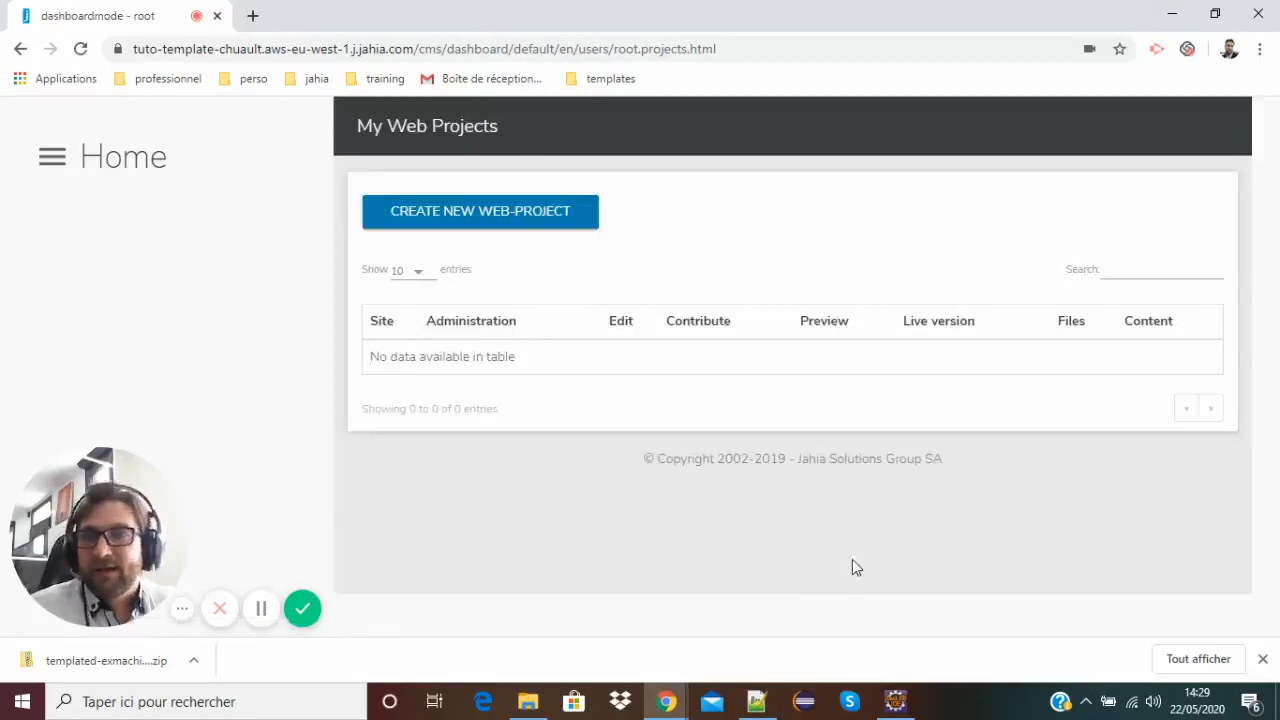 dashboardmode - root
tuto-template-chuault.aws-eu-west-1.j.jahia.com/cms/dashboard/default/en/users/root.projects.html
Applications professionnel perso jahia training Boîte de réception... templates
Home
My Web Projects
CREATE NEW WEB-PROJECT
Show 10 entries Search:
Site Administration Edit Contribute Preview Live version Files Content
No data available in table
Showing 0 to 0 of 0 entries « »
© Copyright 2002-2019 - Jahia Solutions Group SA
templated-exmachi....zip Tout afficher
Taper ici pour rechercher
14:29
22/05/2020
6